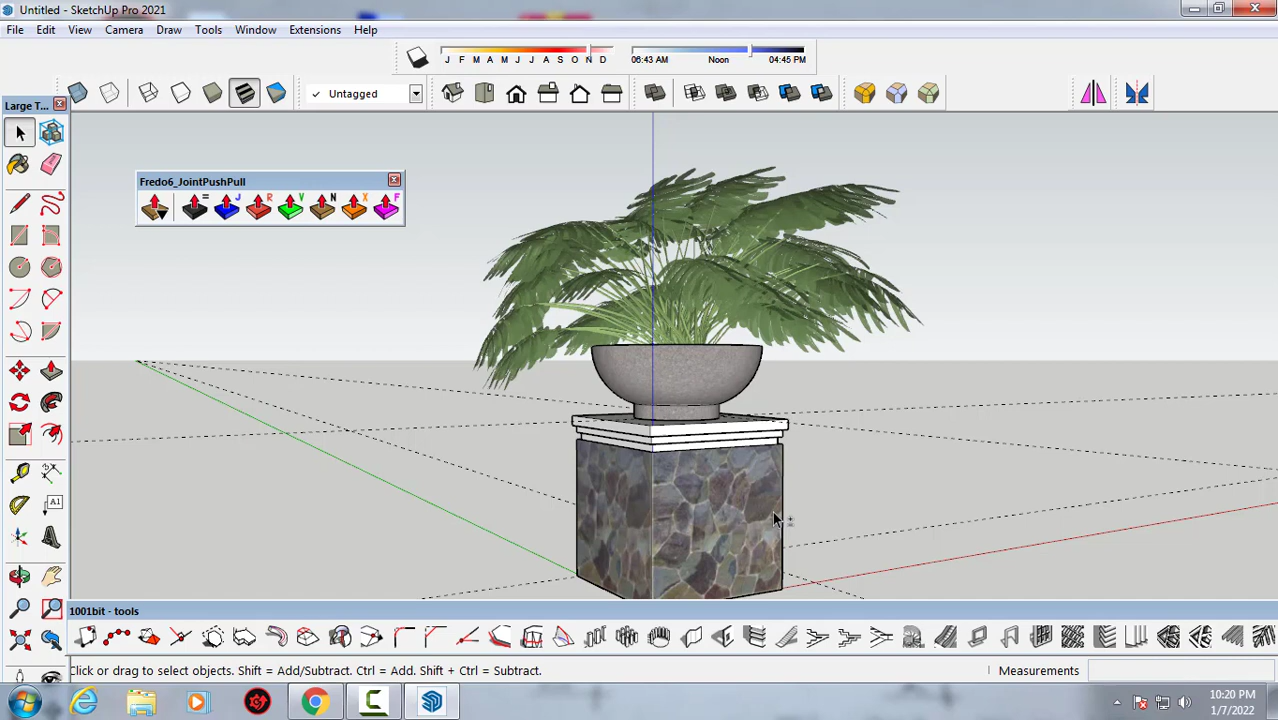 Untitled - SketchUp Pro 2021
File Edit View Camera Draw Tools Window Extensions Help
J F M A M J J A S O N D
06:43 AM Noon 04:45 PM
✓ Untagged
Large T...
Fredo6_JointPushPull
= J R V N X F
A1
1001bit - tools
Click or drag to select objects. Shift = Add/Subtract. Ctrl = Add. Shift + Ctrl = Subtract.
Measurements
10:20 PM
1/7/2022